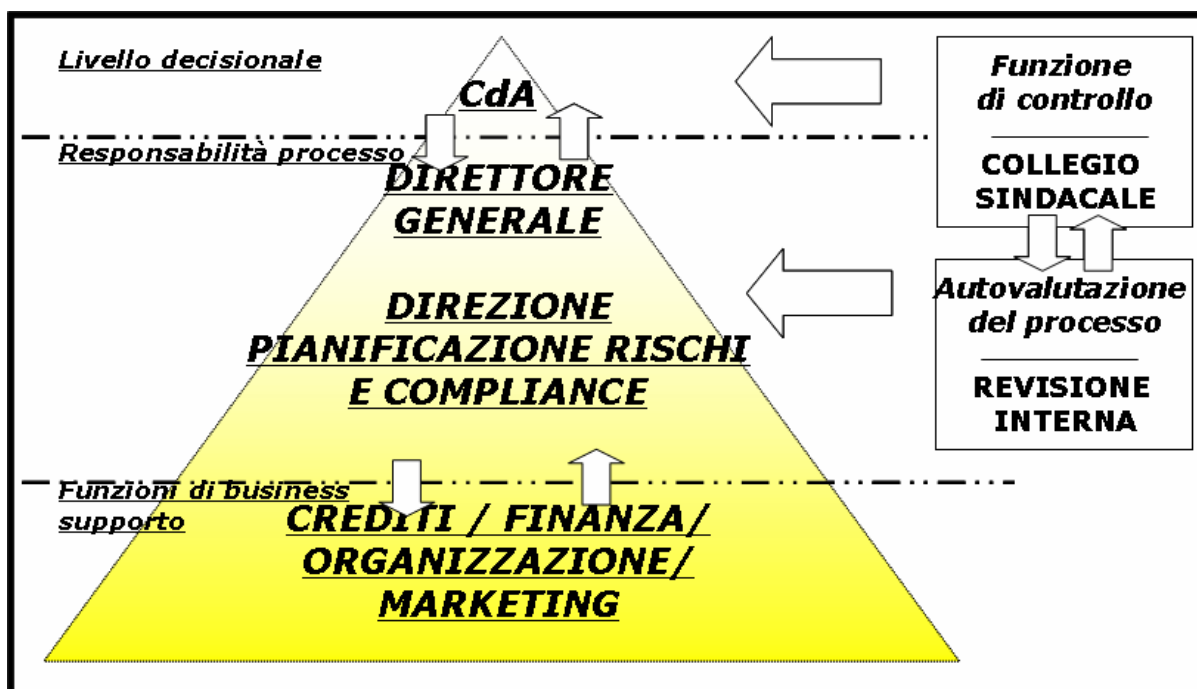 Livello decisionale
CdA
Responsabilità processo
DIRETTORE
GENERALE
DIREZIONE
PIANIFICAZIONE RISCHI
E COMPLIANCE
Funzioni di business
supporto
CREDITI / FINANZA/
ORGANIZZAZIONE/
MARKETING
Funzione
di controllo
COLLEGIO
SINDACALE
Autovalutazione
del processo
REVISIONE
INTERNA